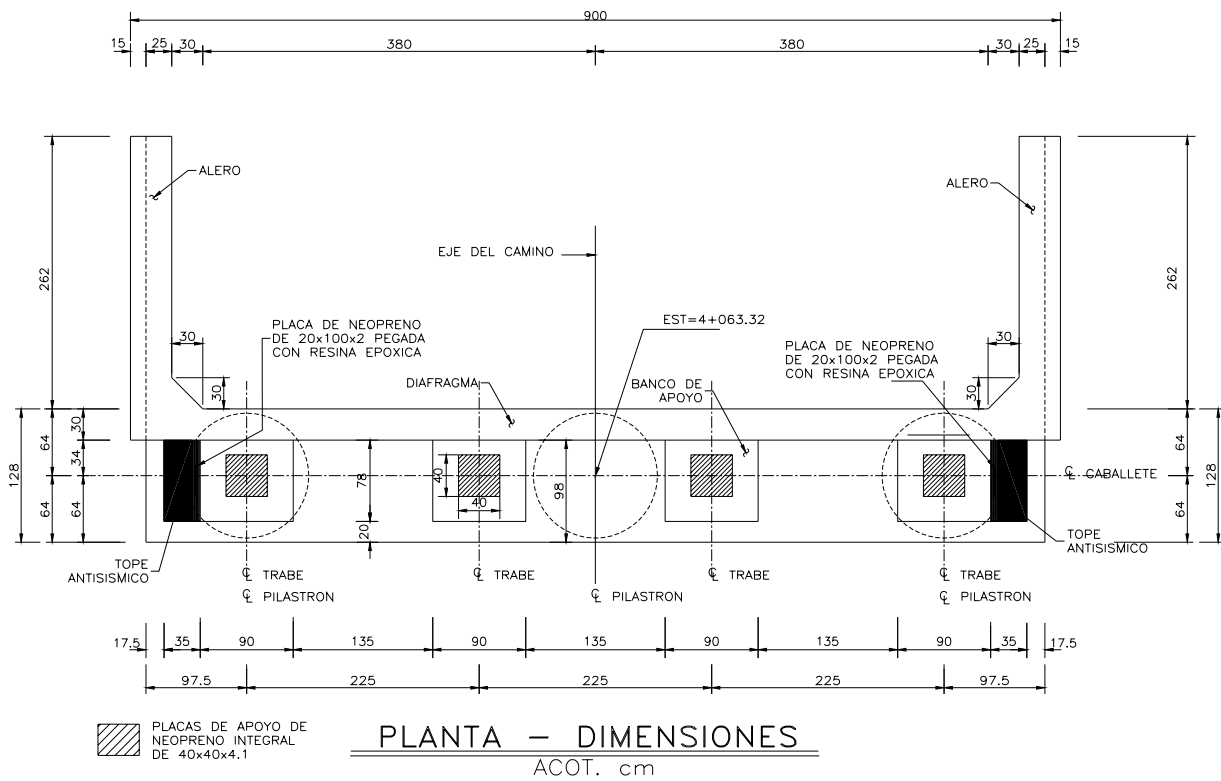 900
15 25 30 380 380 30 25 15
ALERO
ALERO
EJE DEL CAMINO
262
262
EST=4+063.32
PLACA DE NEOPRENO
DE 20x100x2 PEGADA
CON RESINA EPOXICA
PLACA DE NEOPRENO
DE 20x100x2 PEGADA
CON RESINA EPOXICA
30
30
30
30
DIAFRAGMA
BANCO DE
APOYO
128
64
64
30
34
64
40
40
78
20
98
64
64
128
℄ CABALLETE
TOPE
ANTISISMICO
TOPE
ANTISISMICO
℄ TRABE
℄ PILASTRON
℄ TRABE
℄ PILASTRON
℄ TRABE
℄ TRABE
℄ PILASTRON
17.5 35 90 135 90 135 90 135 90 35 17.5
97.5 225 225 225 97.5
PLACAS DE APOYO DE
NEOPRENO INTEGRAL
DE 40x40x4.1
PLANTA – DIMENSIONES
ACOT. cm